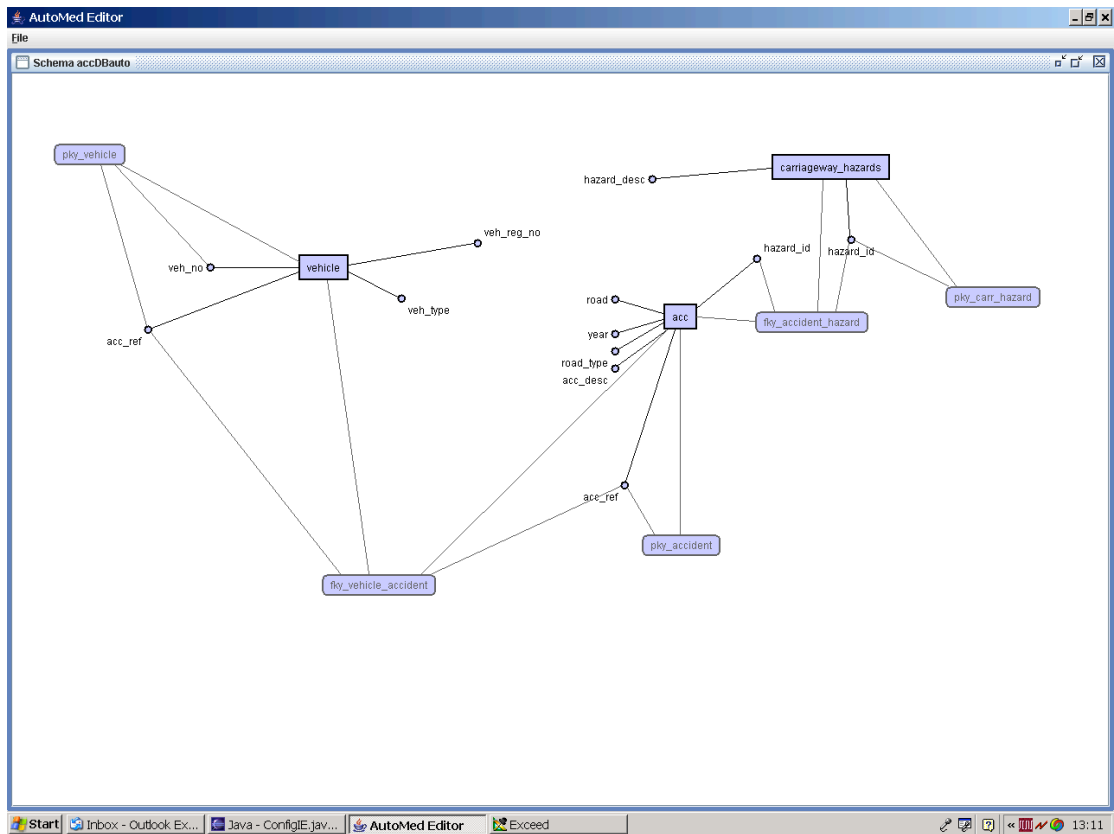 AutoMed Editor
File
Schema accDBauto
pky_vehicle
carriageway_hazards
hazard_desc
veh_reg_no
hazard_id
hazard_id
veh_no
vehicle
pky_carr_hazard
road
veh_type
acc
fky_accident_hazard
year
acc_ref
road_type
acc_desc
acc_ref
pky_accident
fky_vehicle_accident
Start Inbox - Outlook Ex... Java - ConfigIE.jav... AutoMed Editor Exceed « 13:11